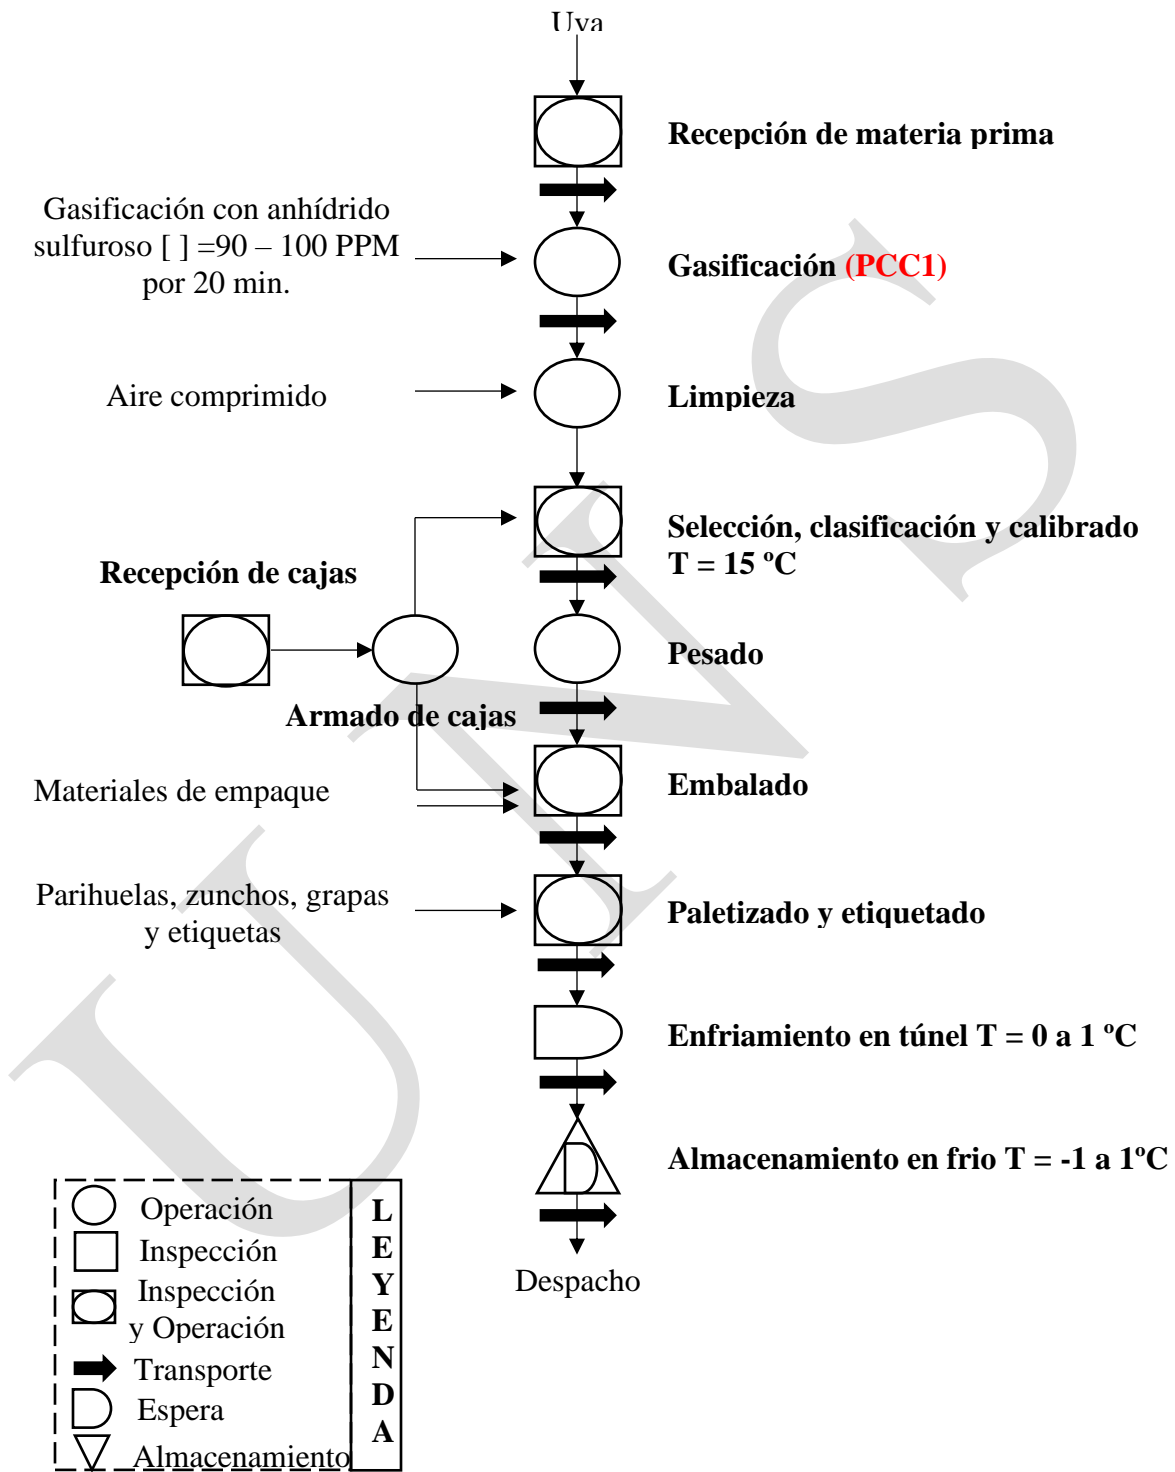 Uva
Recepción de materia prima
Gasificación con anhídrido
sulfuroso [ ] =90 – 100 PPM
por 20 min.
Gasificación (PCC1)
Aire comprimido
Limpieza
Selección, clasificación y calibrado
T = 15 ºC
Recepción de cajas
Pesado
Armado de cajas
Materiales de empaque
Embalado
Parihuelas, zunchos, grapas
y etiquetas
Paletizado y etiquetado
Enfriamiento en túnel T = 0 a 1 ºC
Almacenamiento en frio T = -1 a 1ºC
Despacho
LEYENDA
Operación
Inspección
Inspección
y Operación
Transporte
Espera
Almacenamiento
UNS